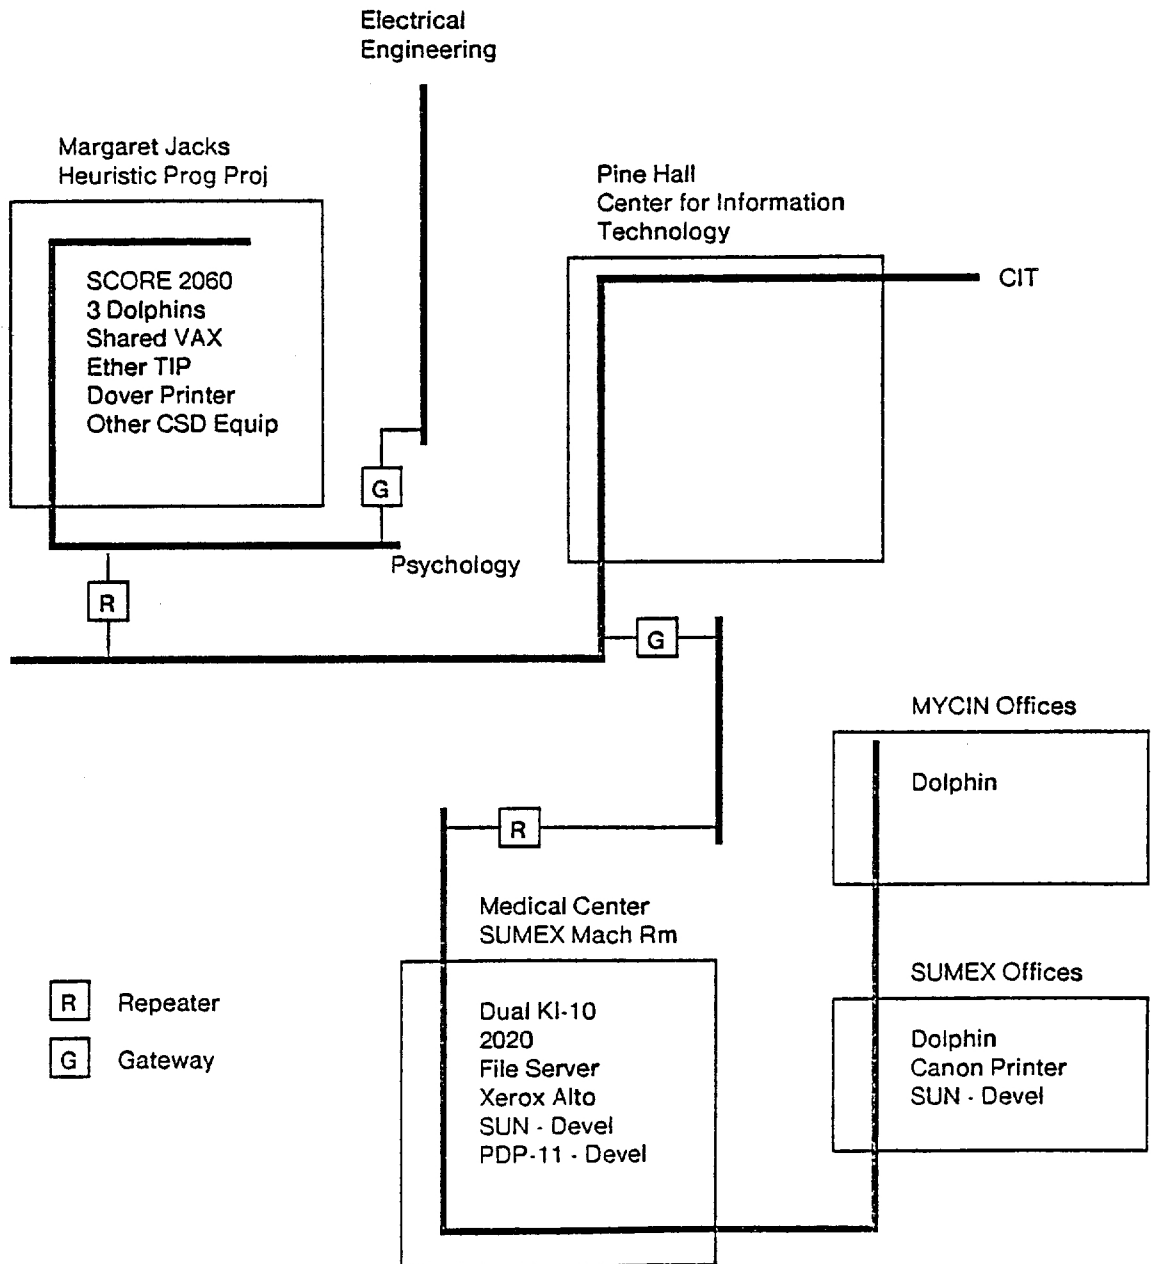 Electrical
Engineering
Margaret Jacks
Heuristic Prog Proj
SCORE 2060
3 Dolphins
Shared VAX
Ether TIP
Dover Printer
Other CSD Equip
G
Psychology
R
Pine Hall
Center for Information
Technology
CIT
G
R
MYCIN Offices
Dolphin
Medical Center
SUMEX Mach Rm
Dual KI-10
2020
File Server
Xerox Alto
SUN - Devel
PDP-11 - Devel
SUMEX Offices
Dolphin
Canon Printer
SUN - Devel
R Repeater
G Gateway